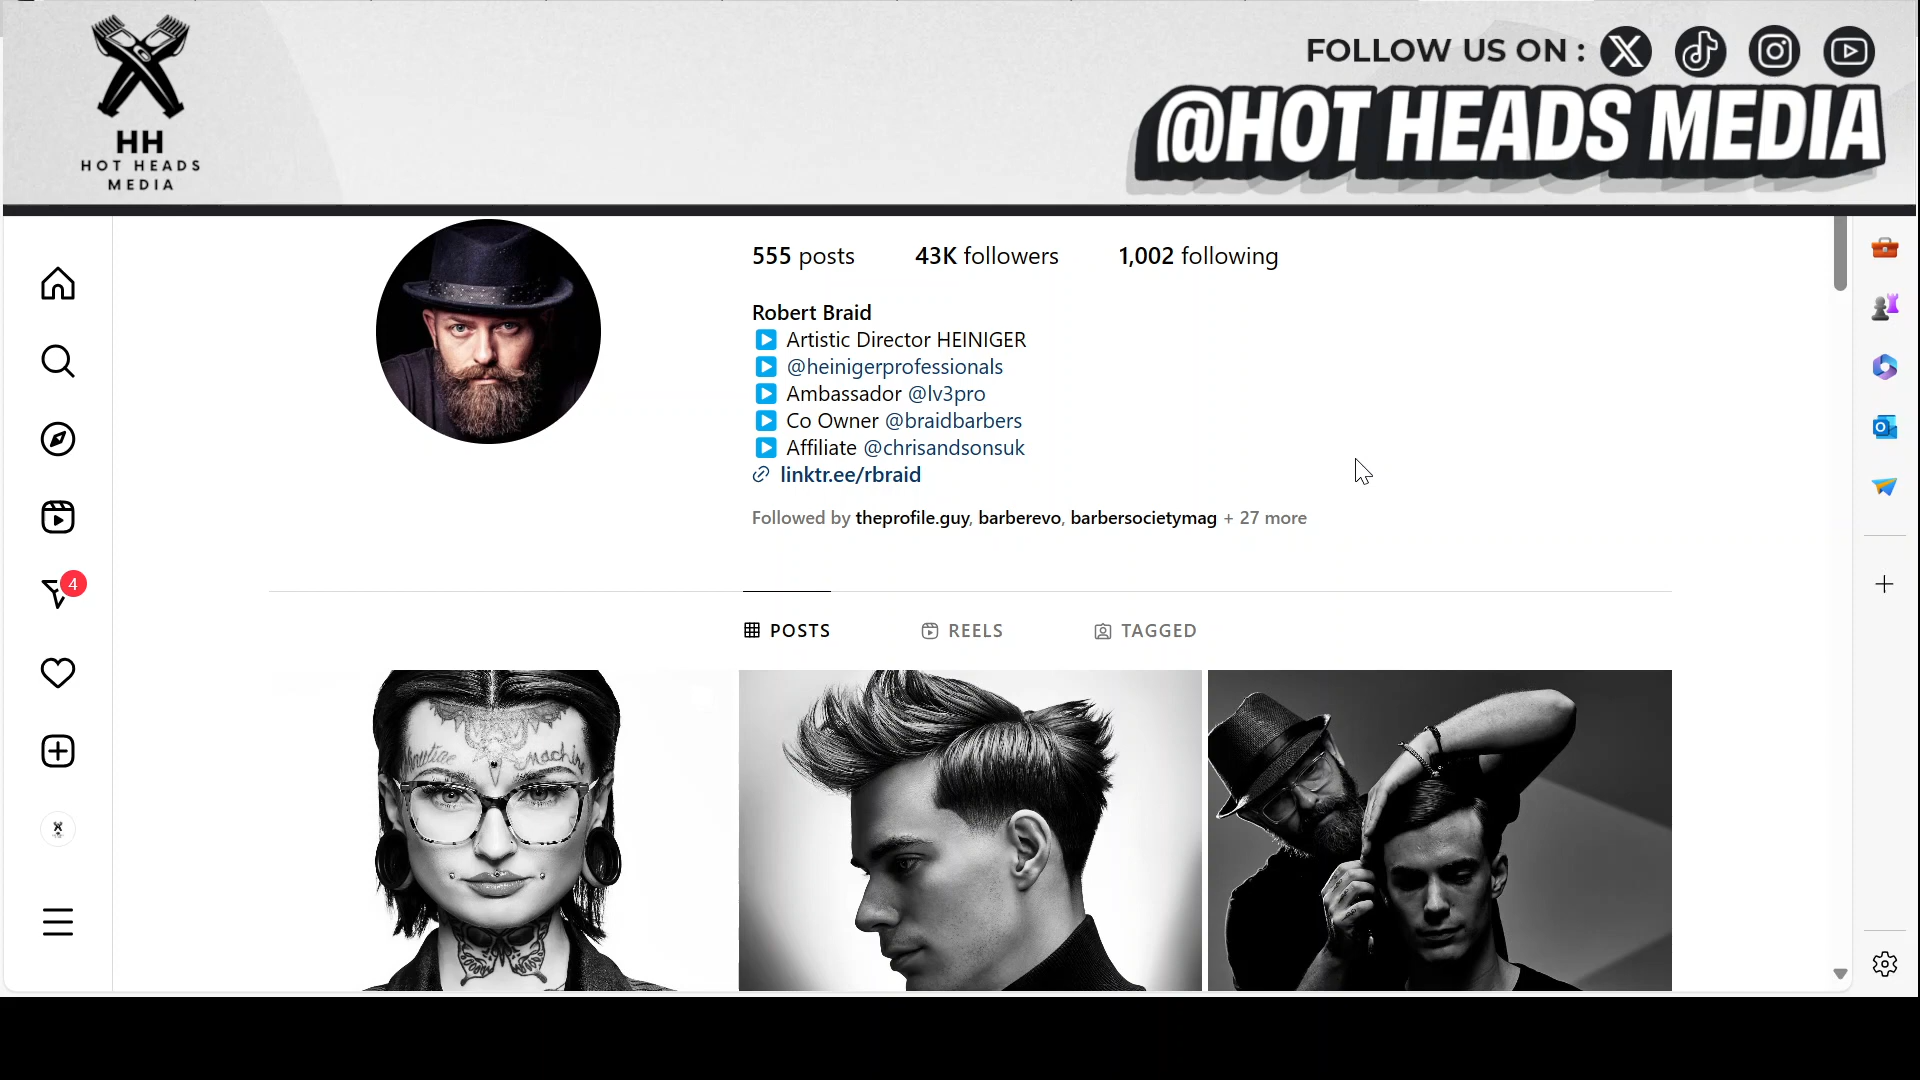 FOLLOW US ON :
@HOT HEADS MEDIA
HH
HOT HEADS
MEDIA
555 posts 43K followers 1,002 following
Robert Braid
Artistic Director HEINIGER
@heinigerprofessionals
Ambassador @lv3pro
Co Owner @braidbarbers
Affiliate @chrisandsonsuk
linktr.ee/rbraid
Followed by theprofile.guy, barberevo, barbersocietymag + 27 more
4
POSTS REELS TAGGED
Machine